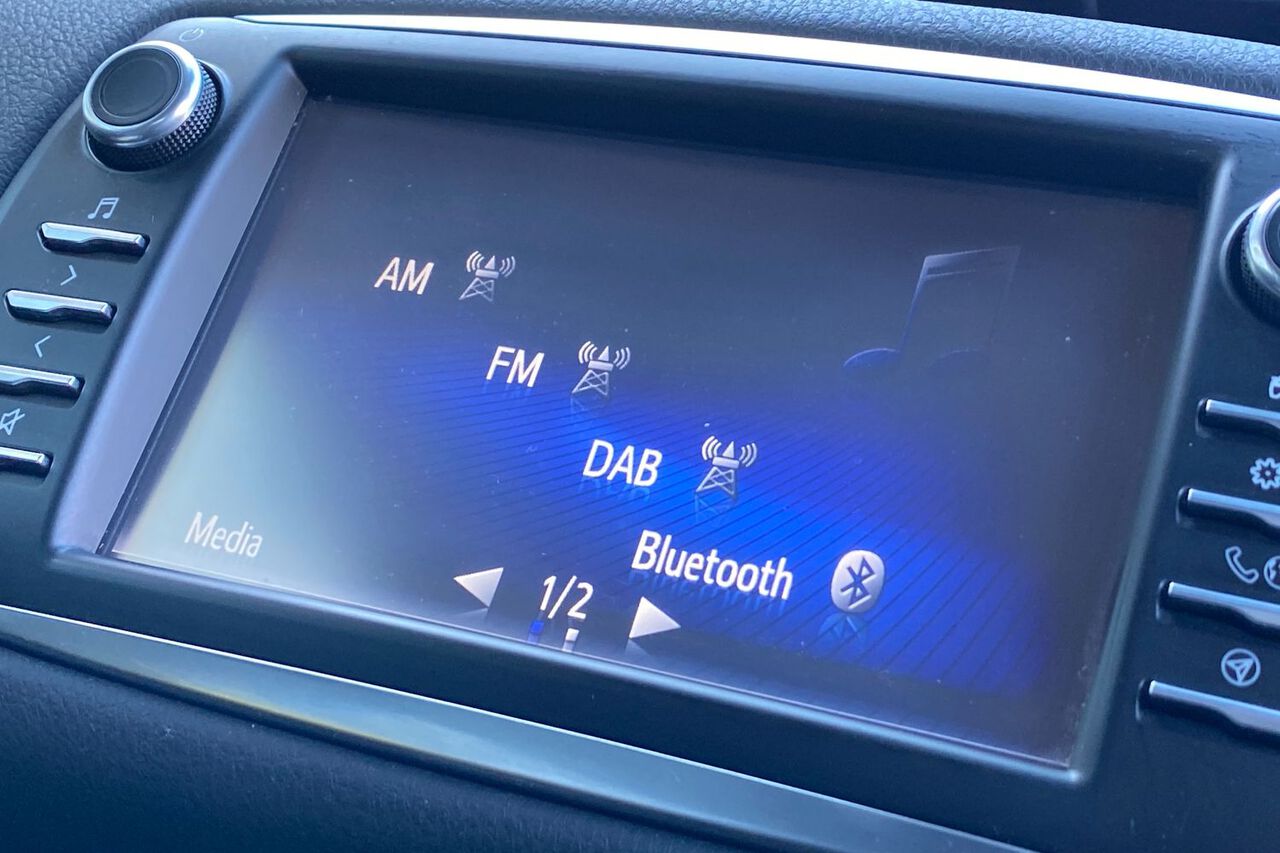 AM
FM
DAB
Bluetooth
Media
1/2